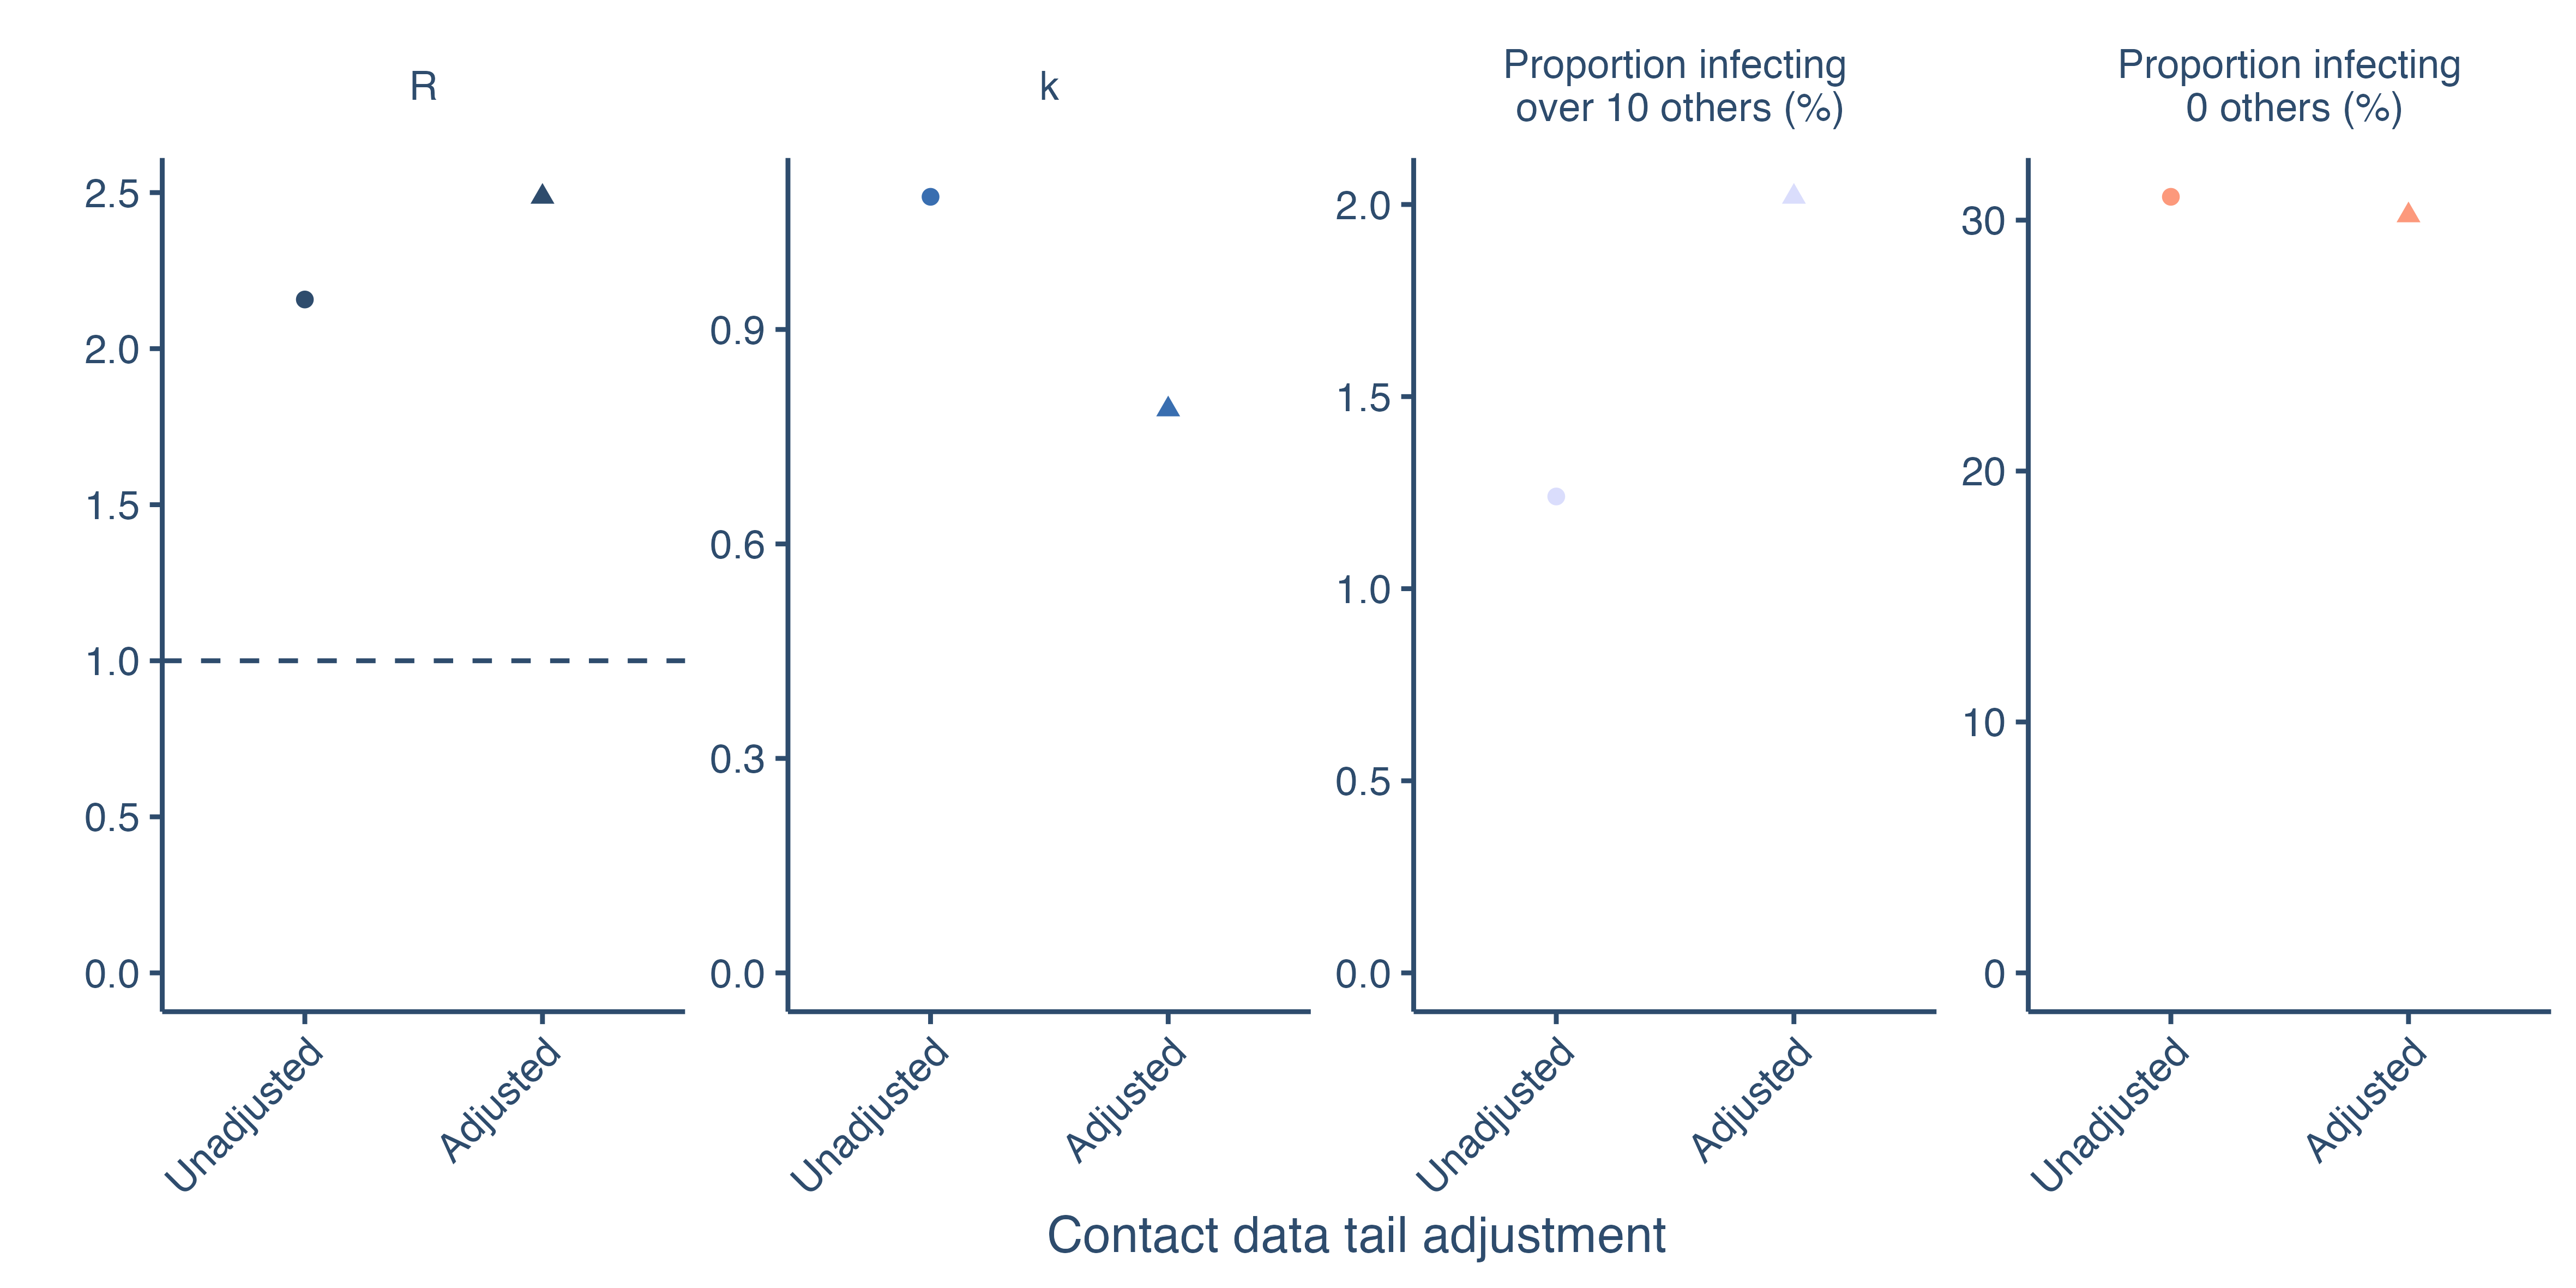 R
k
Proportion infecting
over 10 others (%)
Proportion infecting
0 others (%)
2.5
2.0
1.5
1.0
0.5
0.0
0.9
0.6
0.3
0.0
2.0
1.5
1.0
0.5
0.0
30
20
10
0
Unadjusted
Adjusted
Unadjusted
Adjusted
Unadjusted
Adjusted
Unadjusted
Adjusted
Contact data tail adjustment